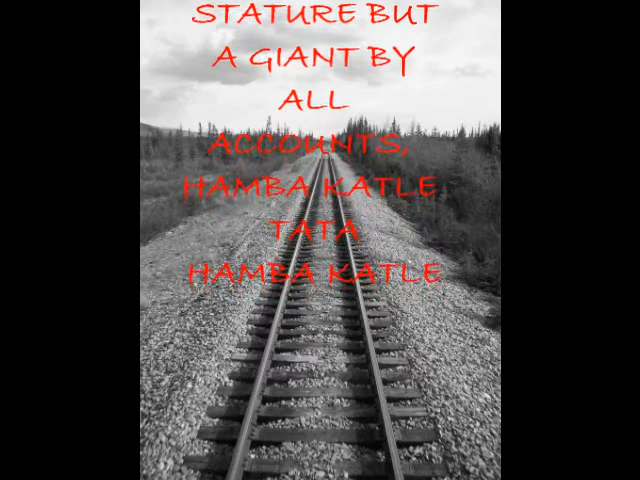 STATURE BUT
A GIANT BY
ALL
ACCOUNTS,
HAMBA KATLE
TATA
HAMBA KATLE